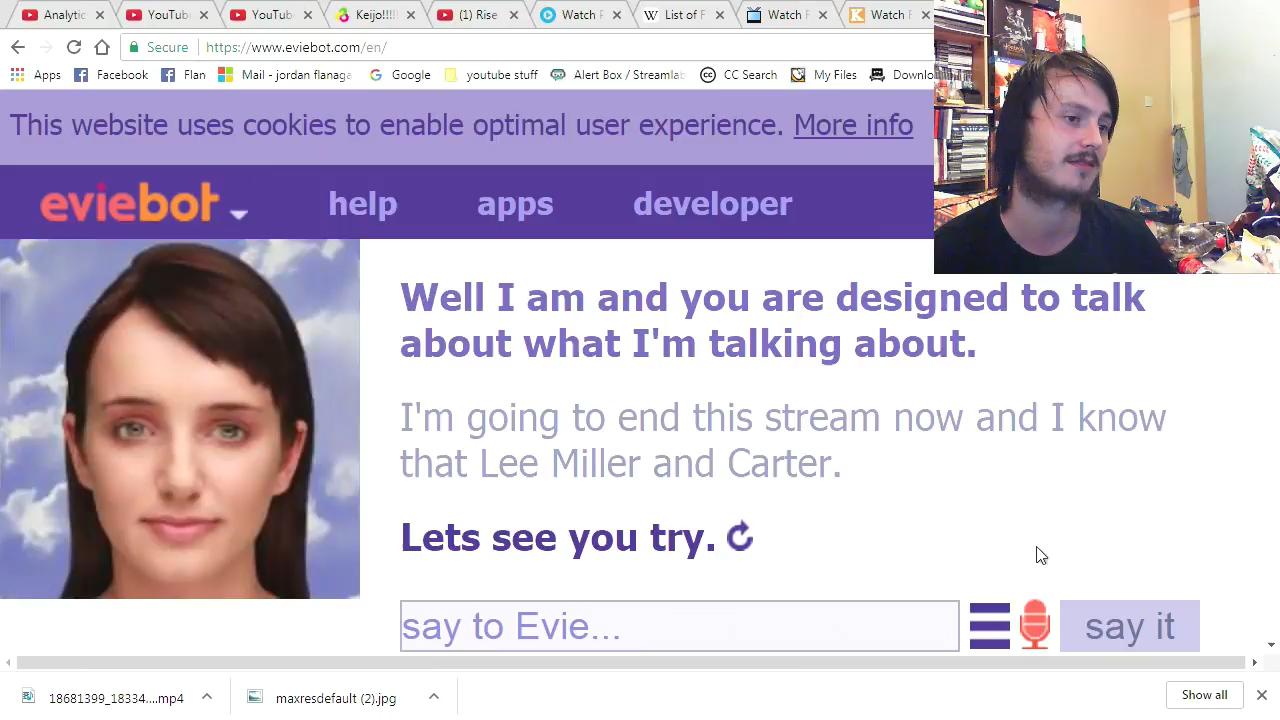 Analytic
YouTube
YouTube
Keijo!!!!
(1) Rise
Watch
List of
Watch
Watch
Secure
https://www.eviebot.com/en/
Apps
Facebook
Flan
Mail - jorden flanaga
Google
youtube stuff
Alert Box / Streamlab
CC Search
My Files
Downlo
This website uses cookies to enable optimal user experience. More info
eviebot
help
apps
developer
Well I am and you are designed to talk
about what I'm talking about.
I'm going to end this stream now and I know
that Lee Miller and Carter.
Lets see you try.
say to Evie...
say it
18681399_18334....mp4
maxresdefault (2).jpg
Show all